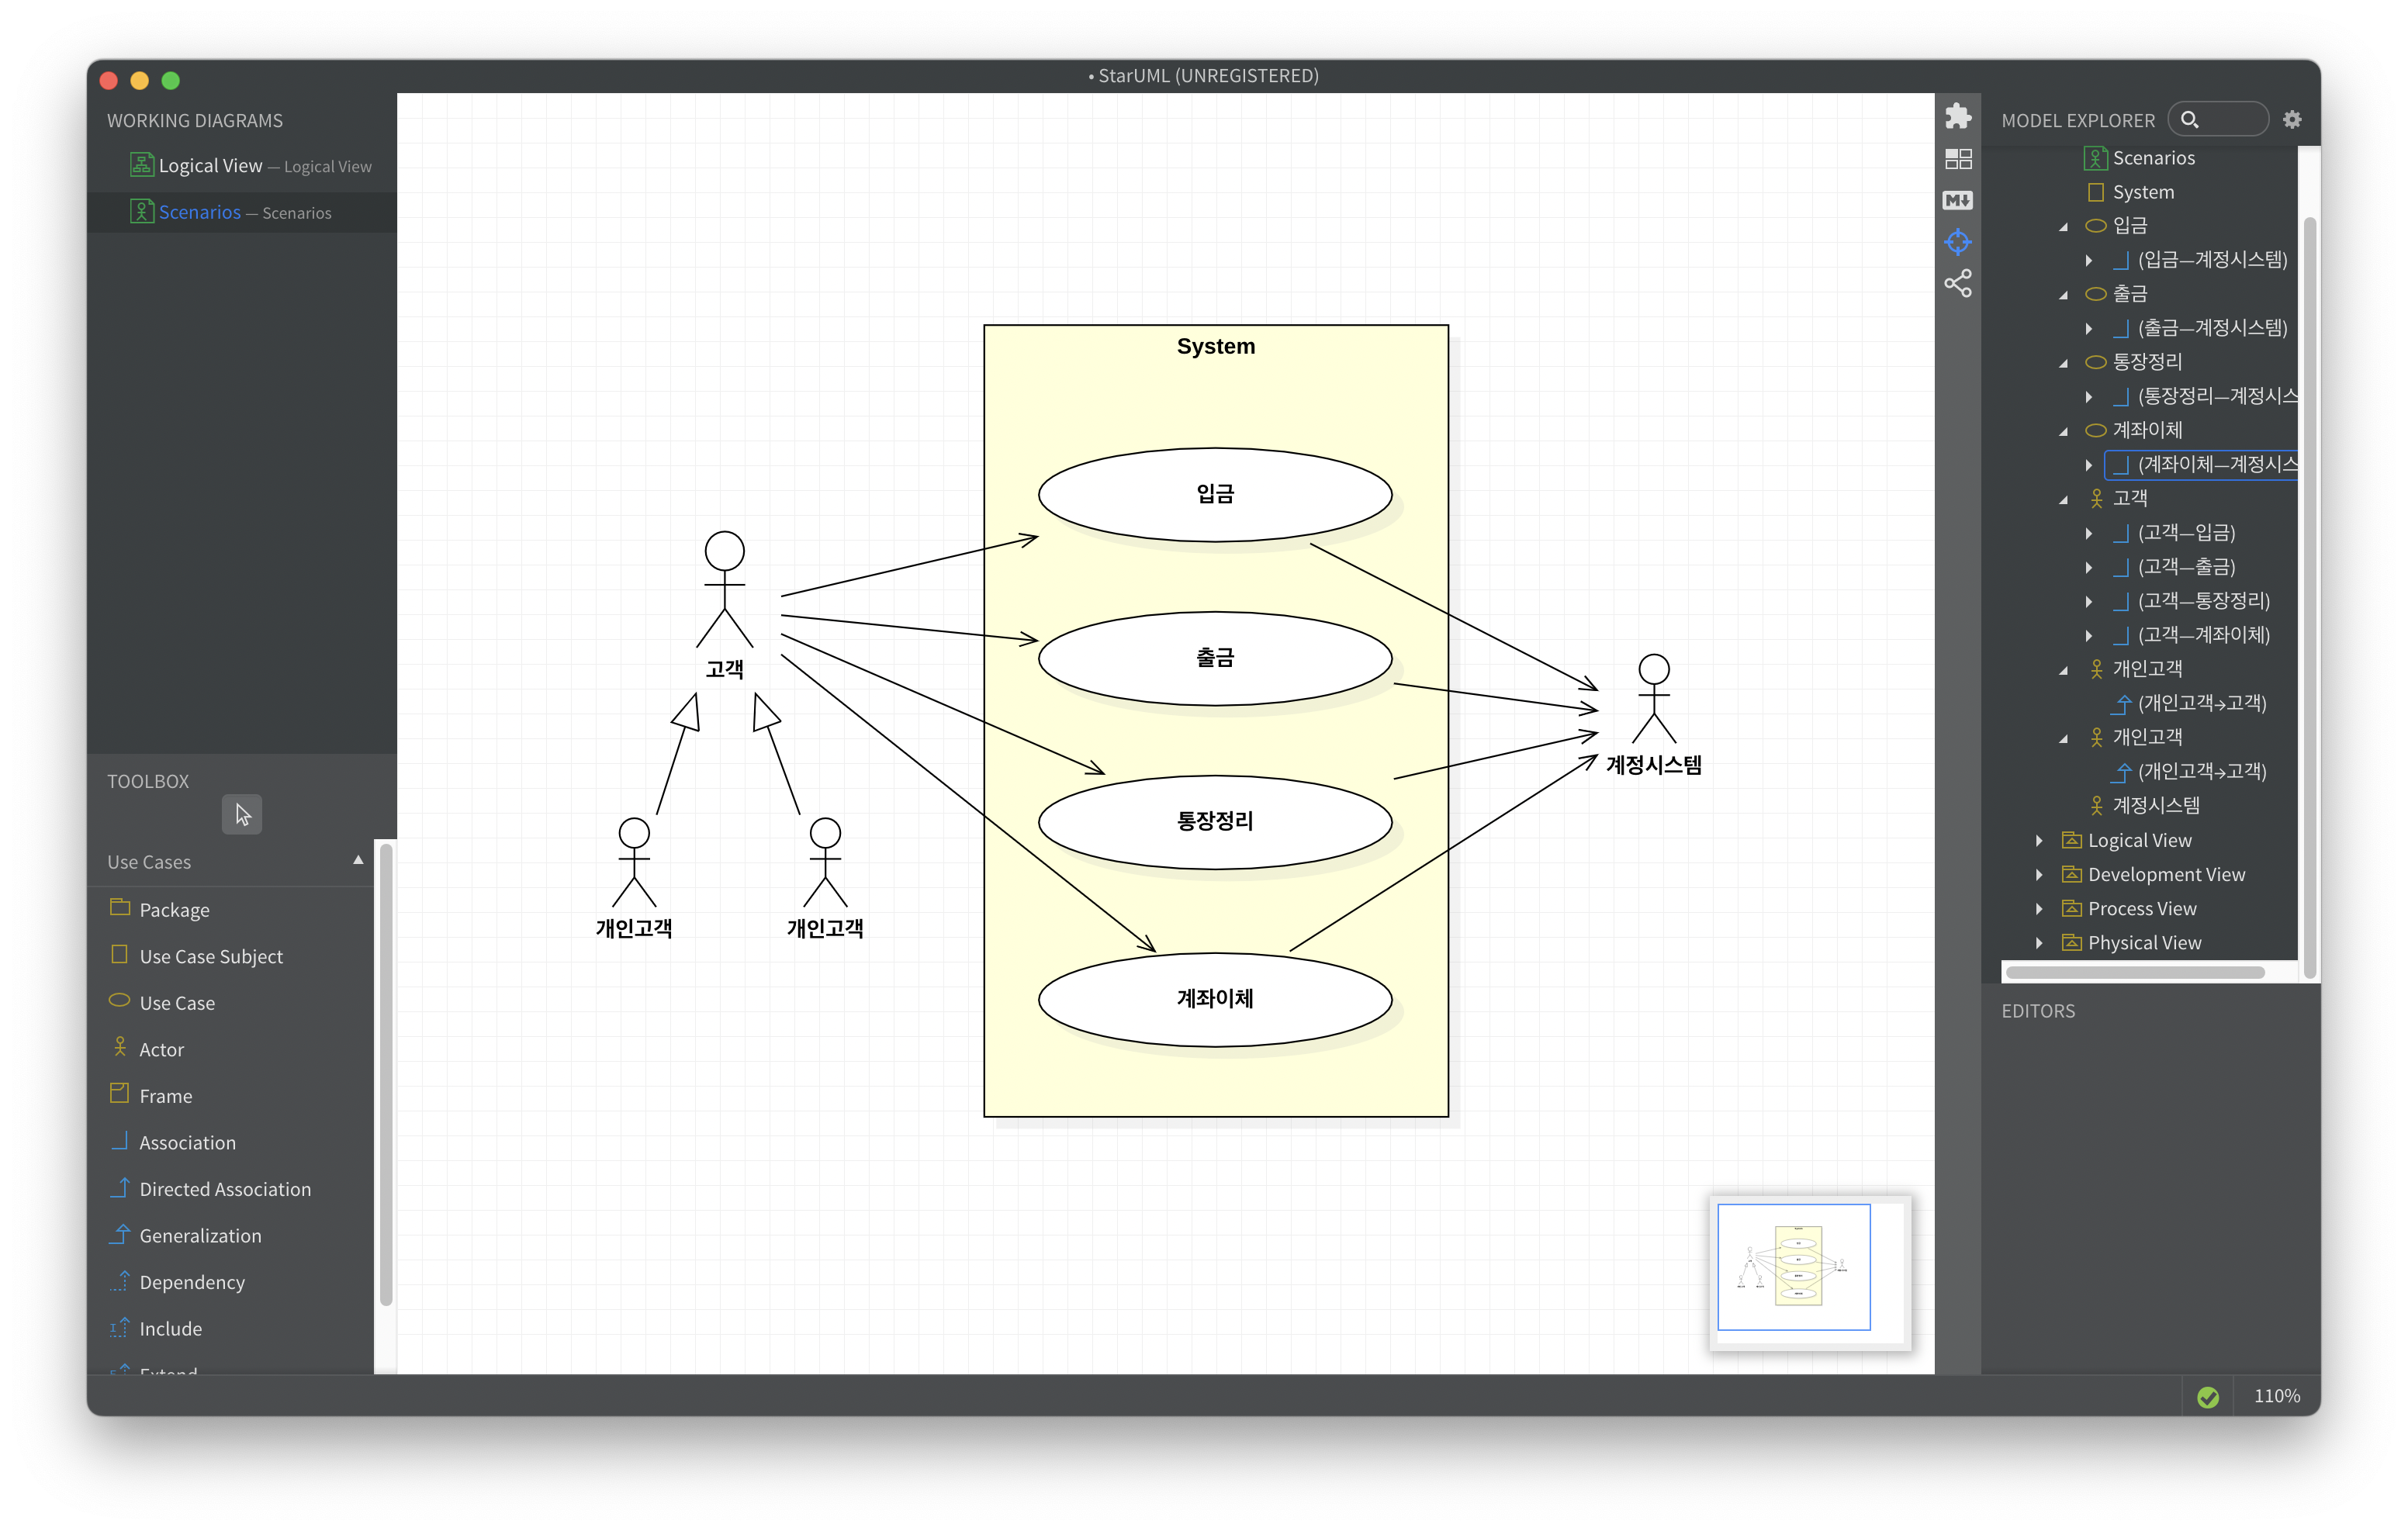 • StarUML (UNREGISTERED)
WORKING DIAGRAMS
Logical View — Logical View
Scenarios — Scenarios
TOOLBOX
Use Cases
Package
Use Case Subject
Use Case
Actor
Frame
Association
Directed Association
Generalization
Dependency
Include
Extend
System
입금
출금
통장정리
계좌이체
고객
개인고객
개인고객
계정시스템
MODEL EXPLORER
Scenarios
System
입금
(입금—계정시스템)
출금
(출금—계정시스템)
통장정리
(통장정리—계정시스
계좌이체
(계좌이체—계정시스
고객
(고객—입금)
(고객—출금)
(고객—통장정리)
(고객—계좌이체)
개인고객
(개인고객→고객)
개인고객
(개인고객→고객)
계정시스템
Logical View
Development View
Process View
Physical View
EDITORS
110%